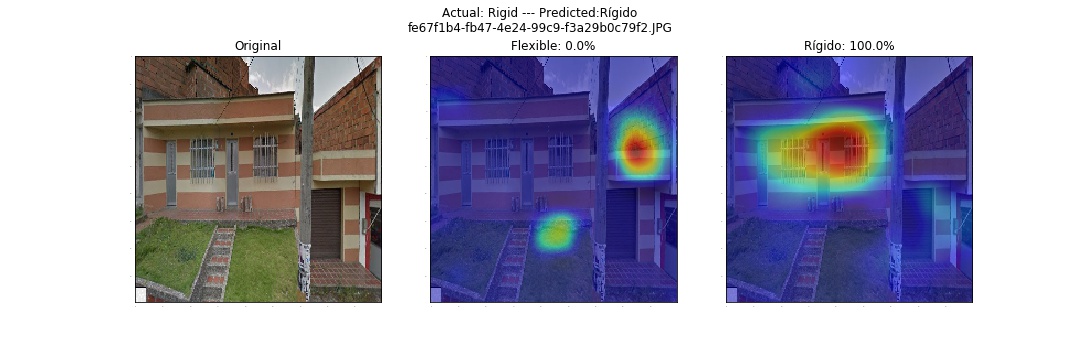 Actual: Rigid --- Predicted:Rígido
fe67f1b4-fb47-4e24-99c9-f3a29b0c79f2.JPG
Original
Flexible: 0.0%
Rígido: 100.0%